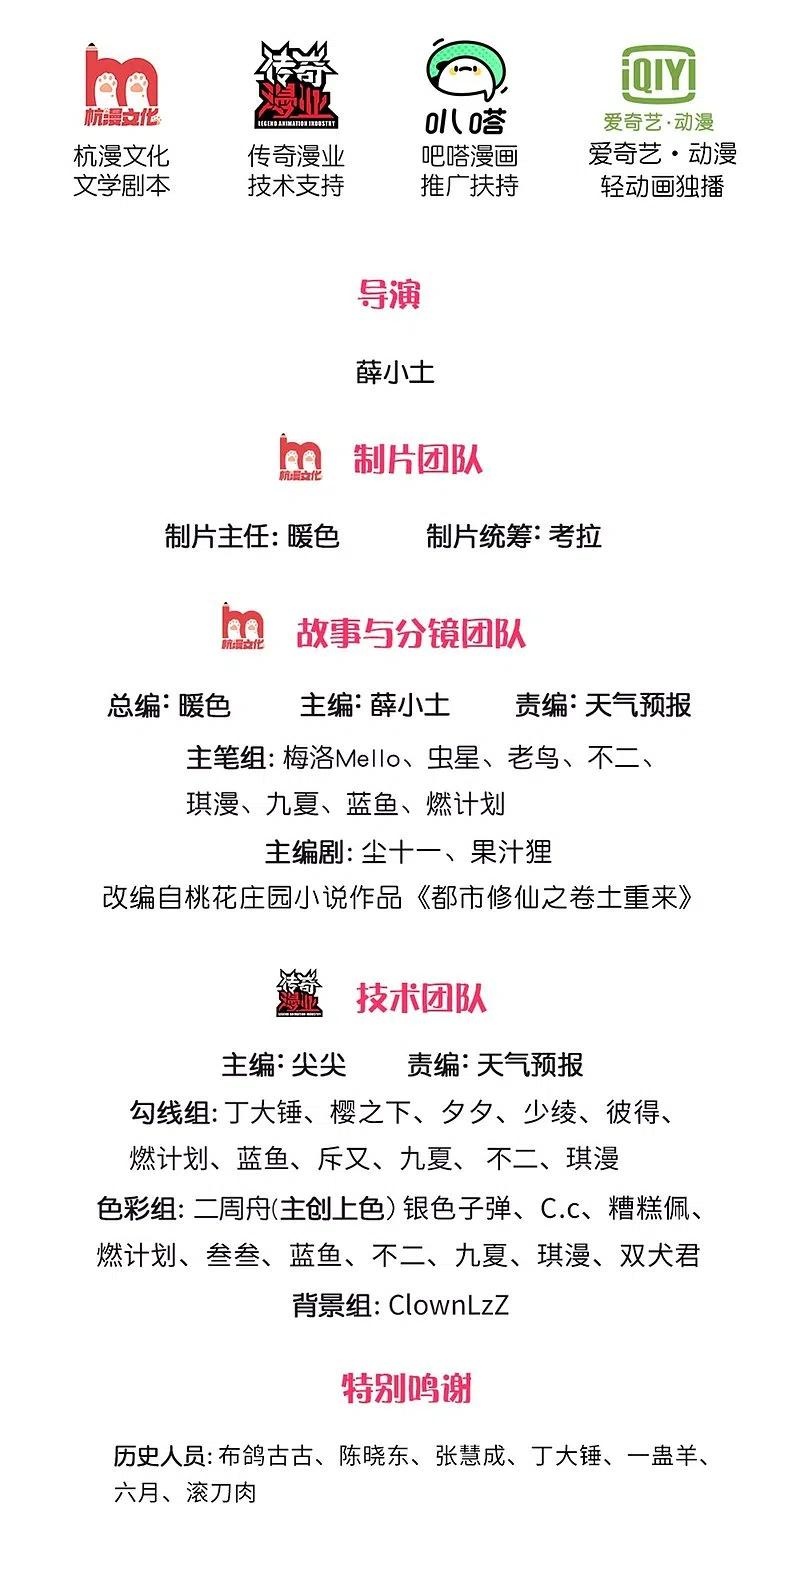 杭漫文化
传奇漫业
LEGEND ANIMATION INDUSTRY
叭嗒
iQIYI
爱奇艺·动漫
杭漫文化 传奇漫业 吧嗒漫画 爱奇艺·动漫
文学剧本 技术支持 推广扶持 轻动画独播
导演
薛小土
杭漫文化
制片团队
制片主任: 暖色 制片统筹: 考拉
杭漫文化
故事与分镜团队
总编: 暖色 主编: 薛小土 责编: 天气预报
主笔组: 梅洛Mello、虫星、老鸟、不二、
琪漫、九夏、蓝鱼、燃计划
主编剧: 尘十一、果汁狸
改编自桃花庄园小说作品《都市修仙之卷土重来》
传奇漫业
LEGEND ANIMATION INDUSTRY
技术团队
主编: 尖尖 责编: 天气预报
勾线组: 丁大锤、樱之下、夕夕、少绫、彼得、
燃计划、蓝鱼、斥又、九夏、 不二、琪漫
色彩组: 二周舟(主创上色) 银色子弹、C.c、糟糕佩、
燃计划、叁叁、蓝鱼、不二、九夏、琪漫、双犬君
背景组: ClownLzZ
特别鸣谢
历史人员: 布鸽古古、陈晓东、张慧成、丁大锤、一蛊羊、
六月、滚刀肉